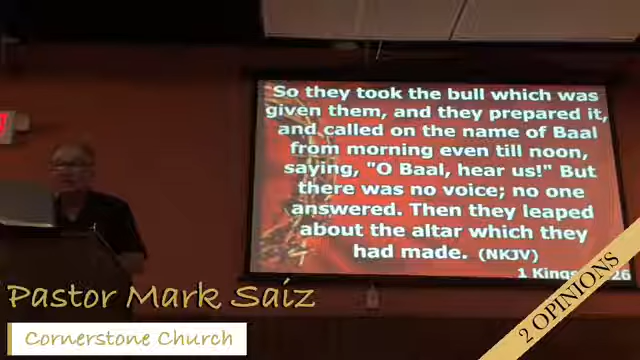 So they took the bull which was
given them, and they prepared it,
and called on the name of Baal
from morning even till noon,
saying, "O Baal, hear us!" But
there was no voice; no one
answered. Then they leaped
about the altar which they
had made. (NKJV)
1 Kings 26
Pastor Mark Saiz
Cornerstone Church
2 OPINIONS